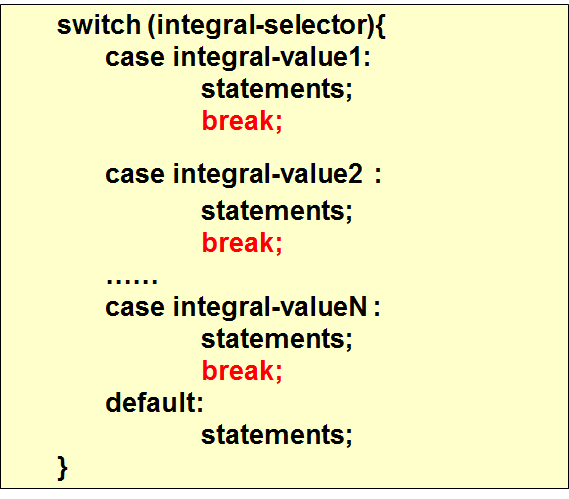 switch (integral-selector){
case integral-value1:
statements;
break;
case integral-value2 :
statements;
break;
......
case integral-valueN :
statements;
break;
default:
statements;
}